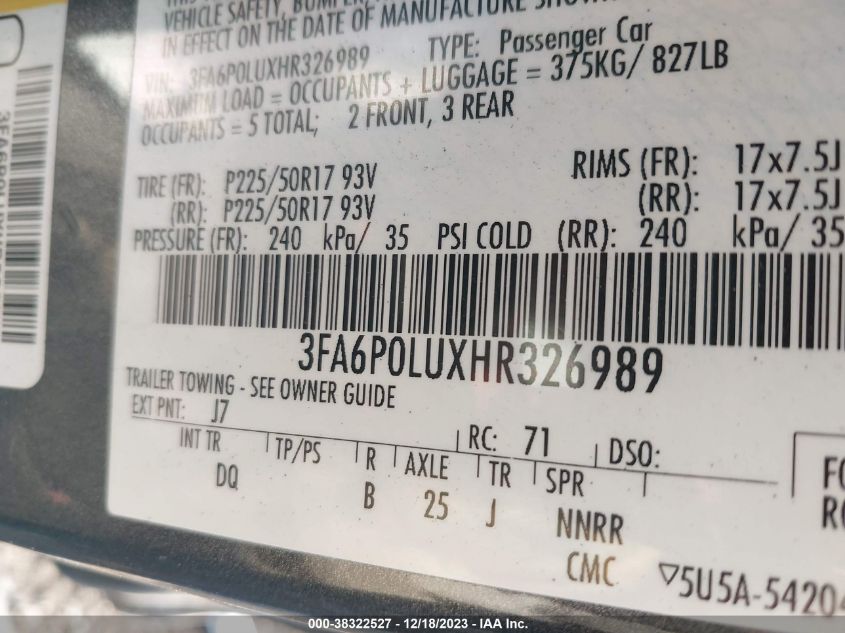 VEHICLE SAFETY, BUMPER,
IN EFFECT ON THE DATE OF MANUFACTURE
VIN: 3FA6P0LUXHR326989 TYPE: Passenger Car
MAXIMUM LOAD = OCCUPANTS + LUGGAGE = 375KG/ 827LB
OCCUPANTS = 5 TOTAL; 2 FRONT, 3 REAR
TIRE (FR): P225/50R17 93V RIMS (FR): 17x7.5J
(RR): P225/50R17 93V (RR): 17x7.5J
PRESSURE (FR): 240 kPa/ 35 PSI COLD (RR): 240 kPa/ 35
3FA6P0LUXHR326989
TRAILER TOWING - SEE OWNER GUIDE
EXT PNT: J7 RC: 71 DSO:
INT TR TP/PS R AXLE TR SPR
DQ B 25 J NNRR
CMC
▽5U5A-54204
000-38322527 - 12/18/2023 - IAA Inc.